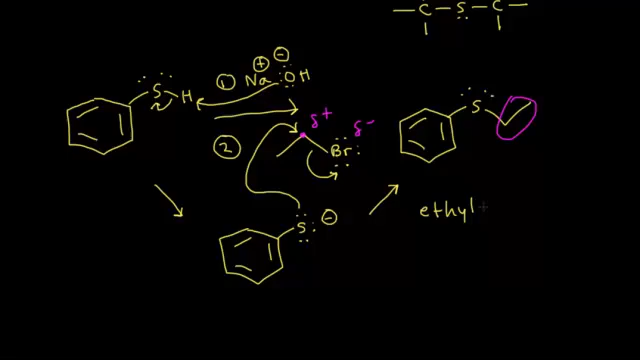 — C — S — C —
① Na⊕ ⊖OH
S H
δ+ δ−
② Br
S
S ⊖
ethyl